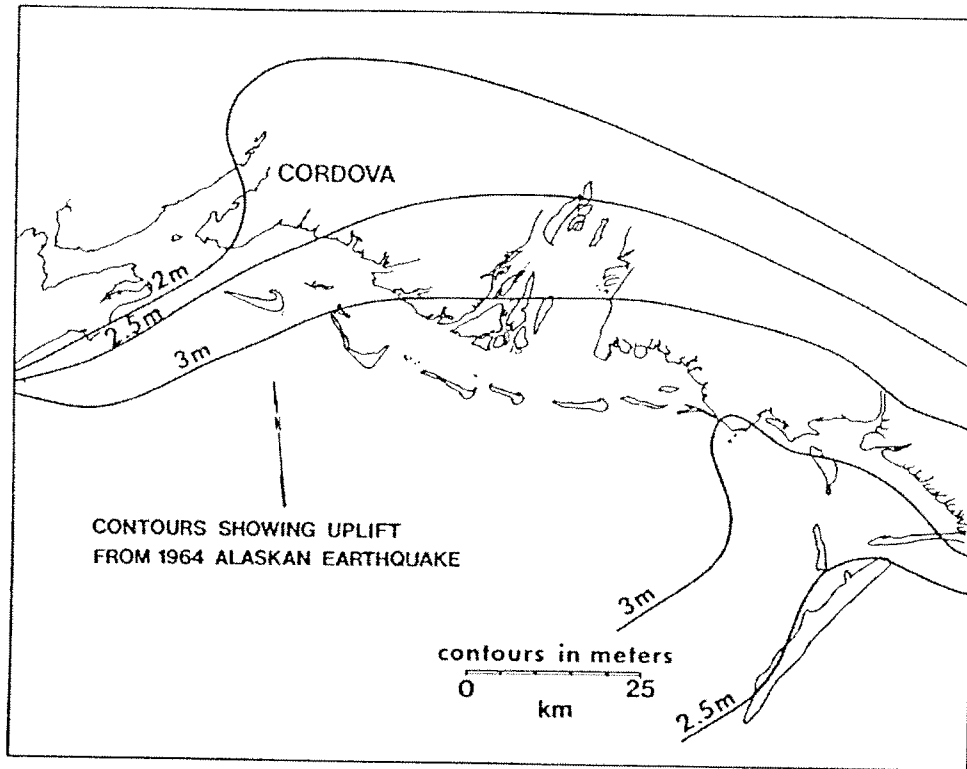 CORDOVA
2m
2.5m
3m
CONTOURS SHOWING UPLIFT
FROM 1964 ALASKAN EARTHQUAKE
3m
contours in meters
0 25
km
2.5m